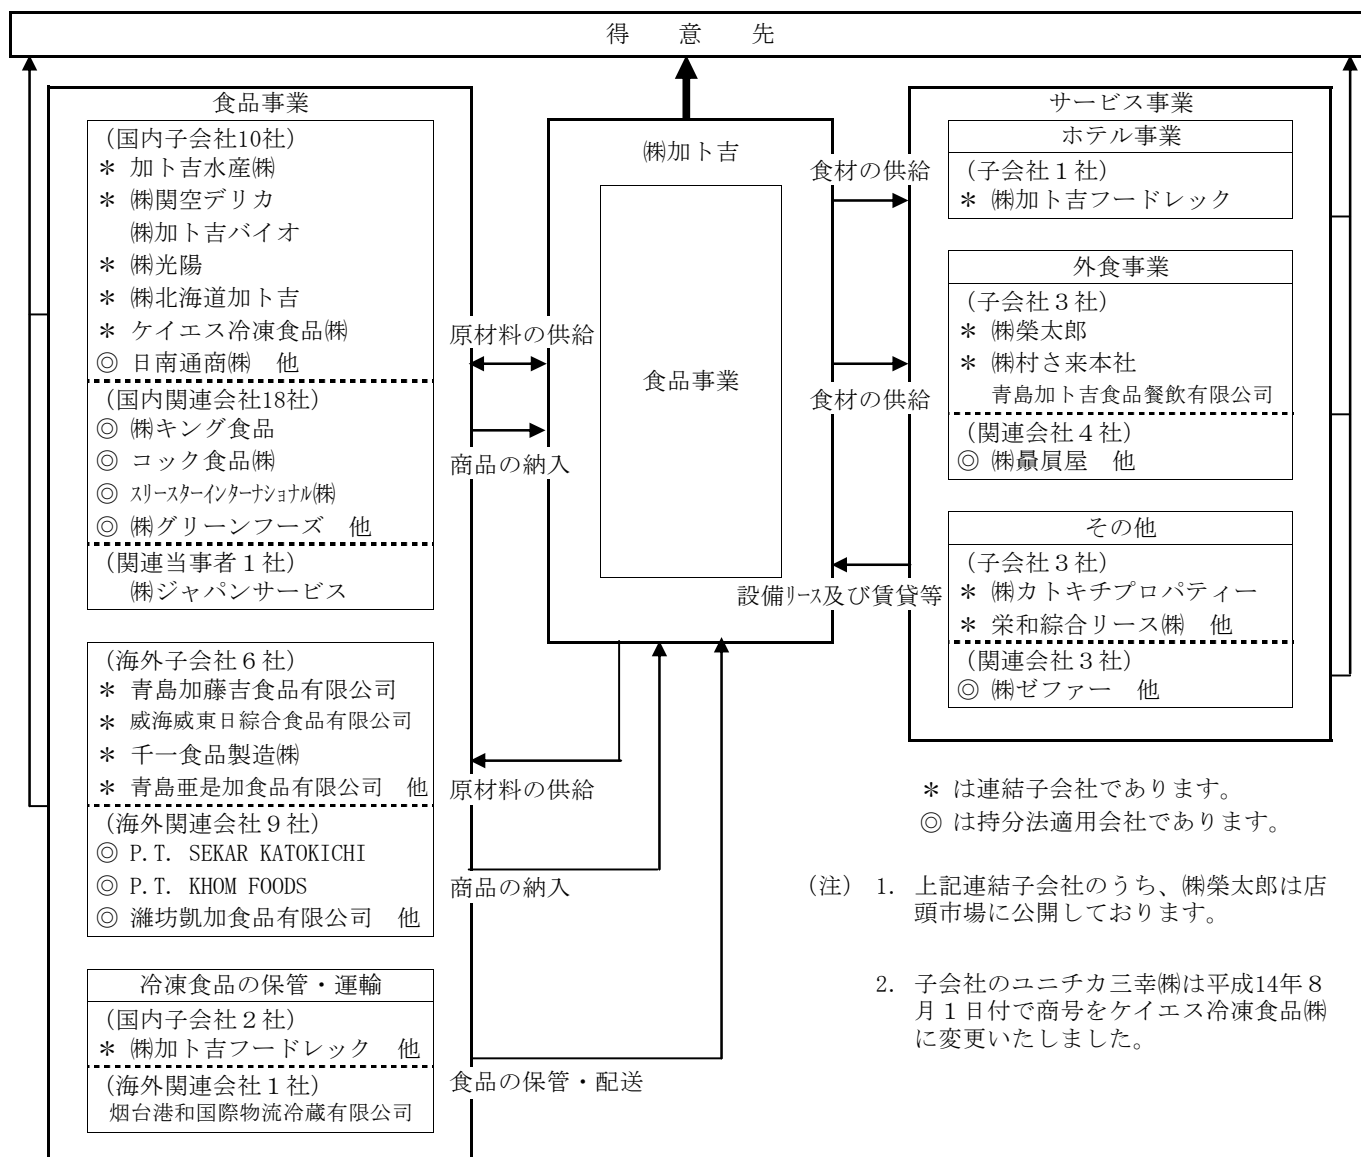 得　意　先
食品事業
(国内子会社10社)
＊ 加ト吉水産㈱
＊ ㈱関空デリカ
㈱加ト吉バイオ
＊ ㈱光陽
＊ ㈱北海道加ト吉
＊ ケイエス冷凍食品㈱
◎ 日南通商㈱　他
(国内関連会社18社)
◎ ㈱キング食品
◎ コック食品㈱
◎ スリースターインターナショナル㈱
◎ ㈱グリーンフーズ　他
(関連当事者１社)
㈱ジャパンサービス
(海外子会社６社)
＊ 青島加藤吉食品有限公司
＊ 威海威東日綜合食品有限公司
＊ 千一食品製造㈱
＊ 青島亜是加食品有限公司　他
(海外関連会社９社)
◎ P.T. SEKAR KATOKICHI
◎ P.T. KHOM FOODS
◎ 濰坊凱加食品有限公司　他
冷凍食品の保管・運輸
(国内子会社２社)
＊ ㈱加ト吉フードレック　他
(海外関連会社１社)
烟台港和国際物流冷蔵有限公司
原材料の供給
商品の納入
原材料の供給
商品の納入
食品の保管・配送
㈱加ト吉
食品事業
食材の供給
食材の供給
設備リース及び賃貸等
サービス事業
ホテル事業
(子会社１社)
＊ ㈱加ト吉フードレック
外食事業
(子会社３社)
＊ ㈱榮太郎
＊ ㈱村さ来本社
青島加ト吉食品餐飲有限公司
(関連会社４社)
◎ ㈱贔屓屋　他
その他
(子会社３社)
＊ ㈱カトキチプロパティー
＊ 栄和綜合リース㈱　他
(関連会社３社)
◎ ㈱ゼファー　他
＊ は連結子会社であります。
◎ は持分法適用会社であります。
(注)　1.　上記連結子会社のうち、㈱榮太郎は店
頭市場に公開しております。
2.　子会社のユニチカ三幸㈱は平成14年８
月１日付で商号をケイエス冷凍食品㈱
に変更いたしました。